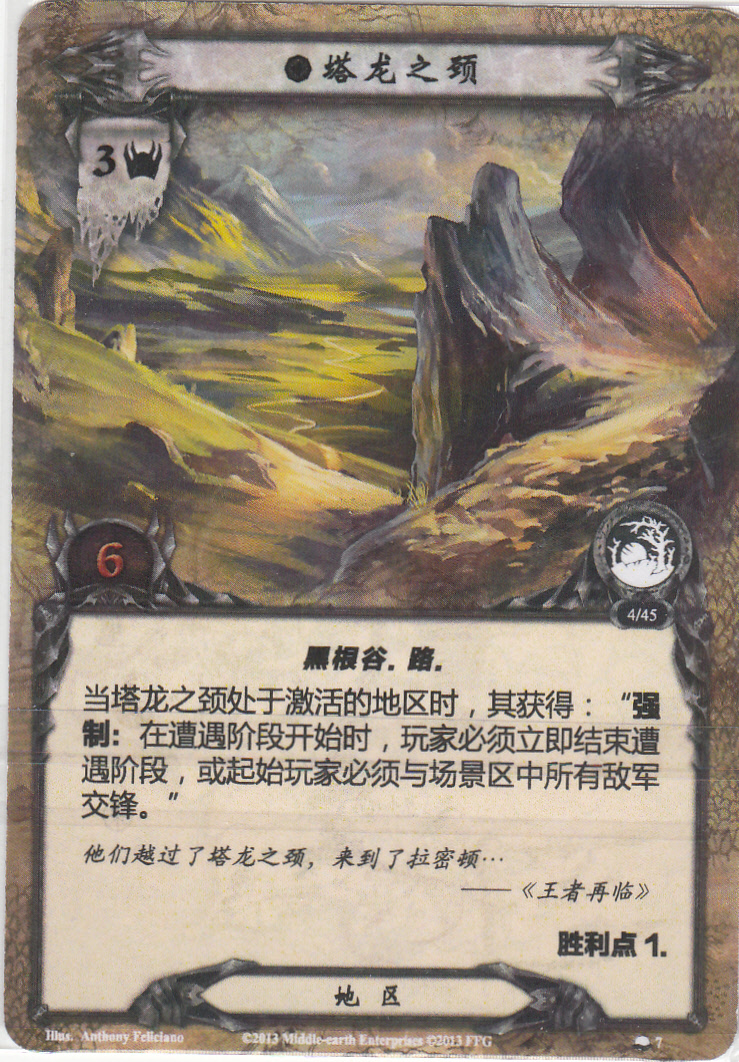 塔龙之颈
3
6
4/45
黑根谷. 路.
当塔龙之颈处于激活的地区时，其获得：“强
制：在遭遇阶段开始时，玩家必须立即结束遭
遇阶段，或起始玩家必须与场景区中所有敌军
交锋。”
他们越过了塔龙之颈，来到了拉密顿…
——《王者再临》
胜利点 1.
地 区
Illus. Anthony Feliciano ©2013 Middle-earth Enterprises ©2013 FFG 7